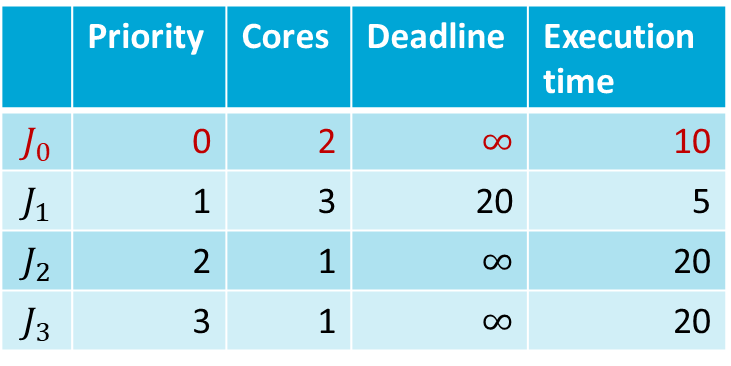 Priority Cores Deadline Execution time
J₀ 0 2 ∞ 10
J₁ 1 3 20 5
J₂ 2 1 ∞ 20
J₃ 3 1 ∞ 20